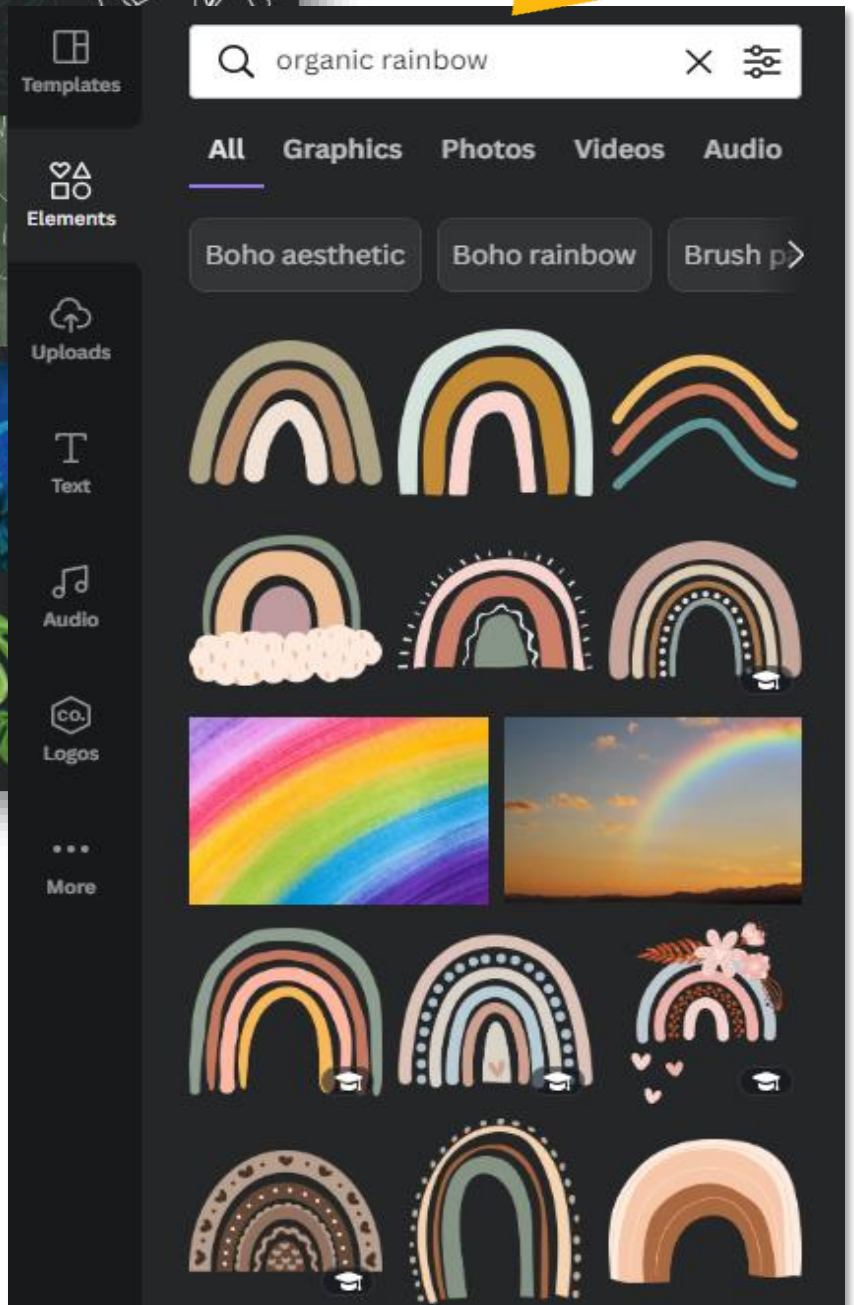 organic rainbow
Templates
All Graphics Photos Videos Audio
Elements
Boho aesthetic Boho rainbow Brush
Uploads
Text
Audio
CO.
Logos
More